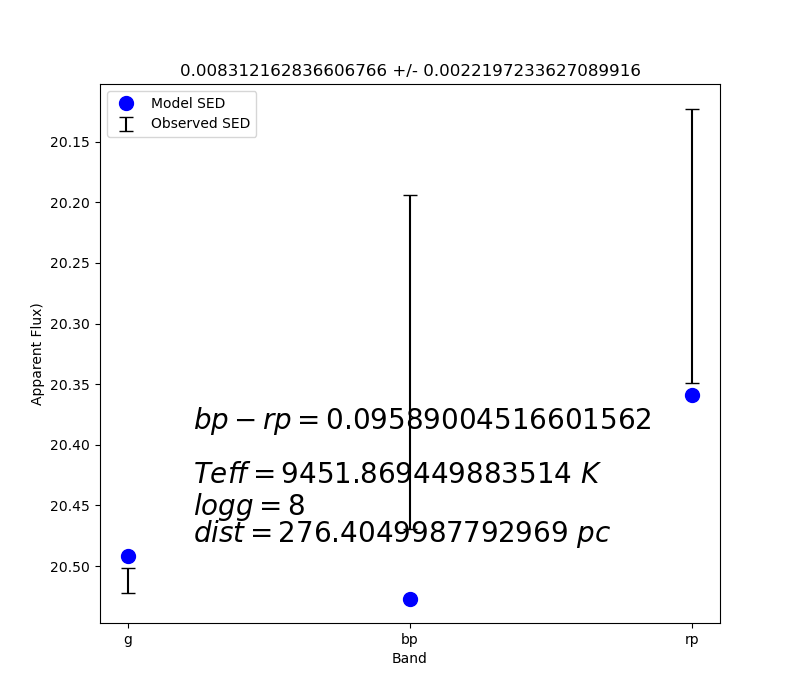 0.008312162836606766 +/- 0.0022197233627089916
Model SED
Observed SED
20.15
20.20
20.25
20.30
20.35
20.40
20.45
20.50
Apparent Flux)
bp − rp = 0.09589004516601562
Teff = 9451.869449883514 K
logg = 8
dist = 276.4049987792969 pc
g
bp
rp
Band